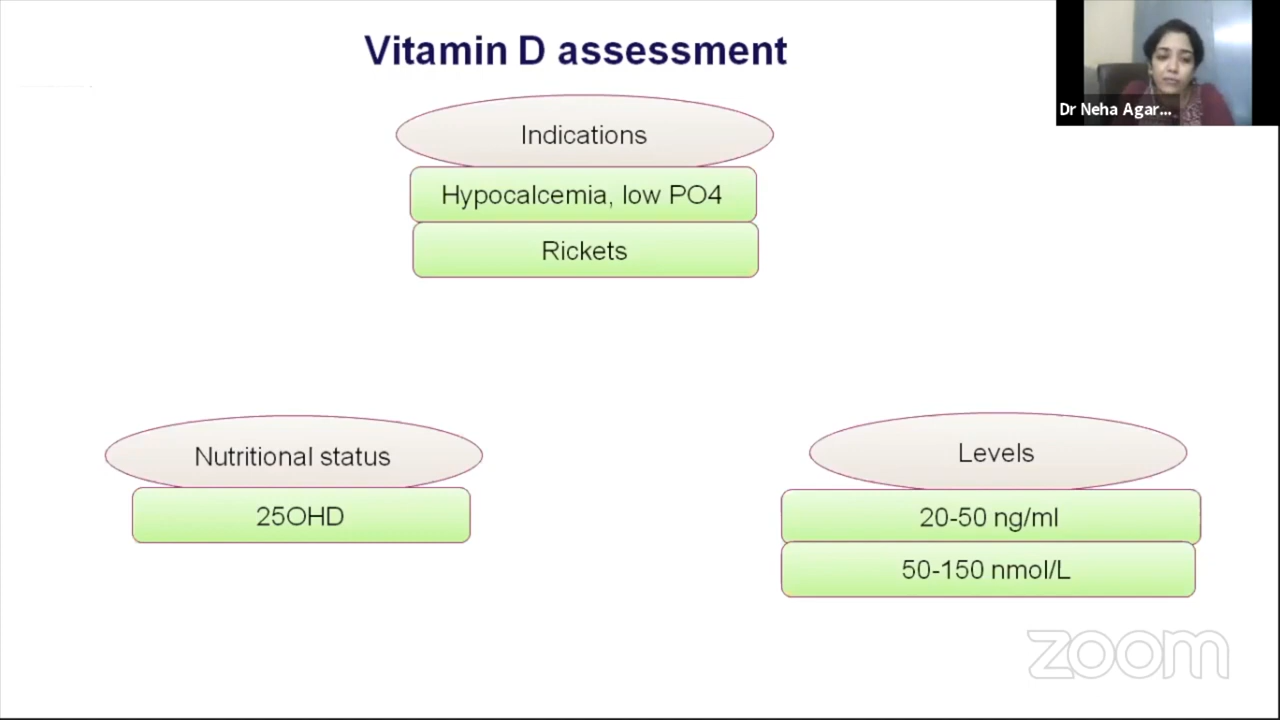 Vitamin D assessment
Dr Neha Agar...
Indications
Hypocalcemia, low PO4
Rickets
Nutritional status
25OHD
Levels
20-50 ng/ml
50-150 nmol/L
zoom